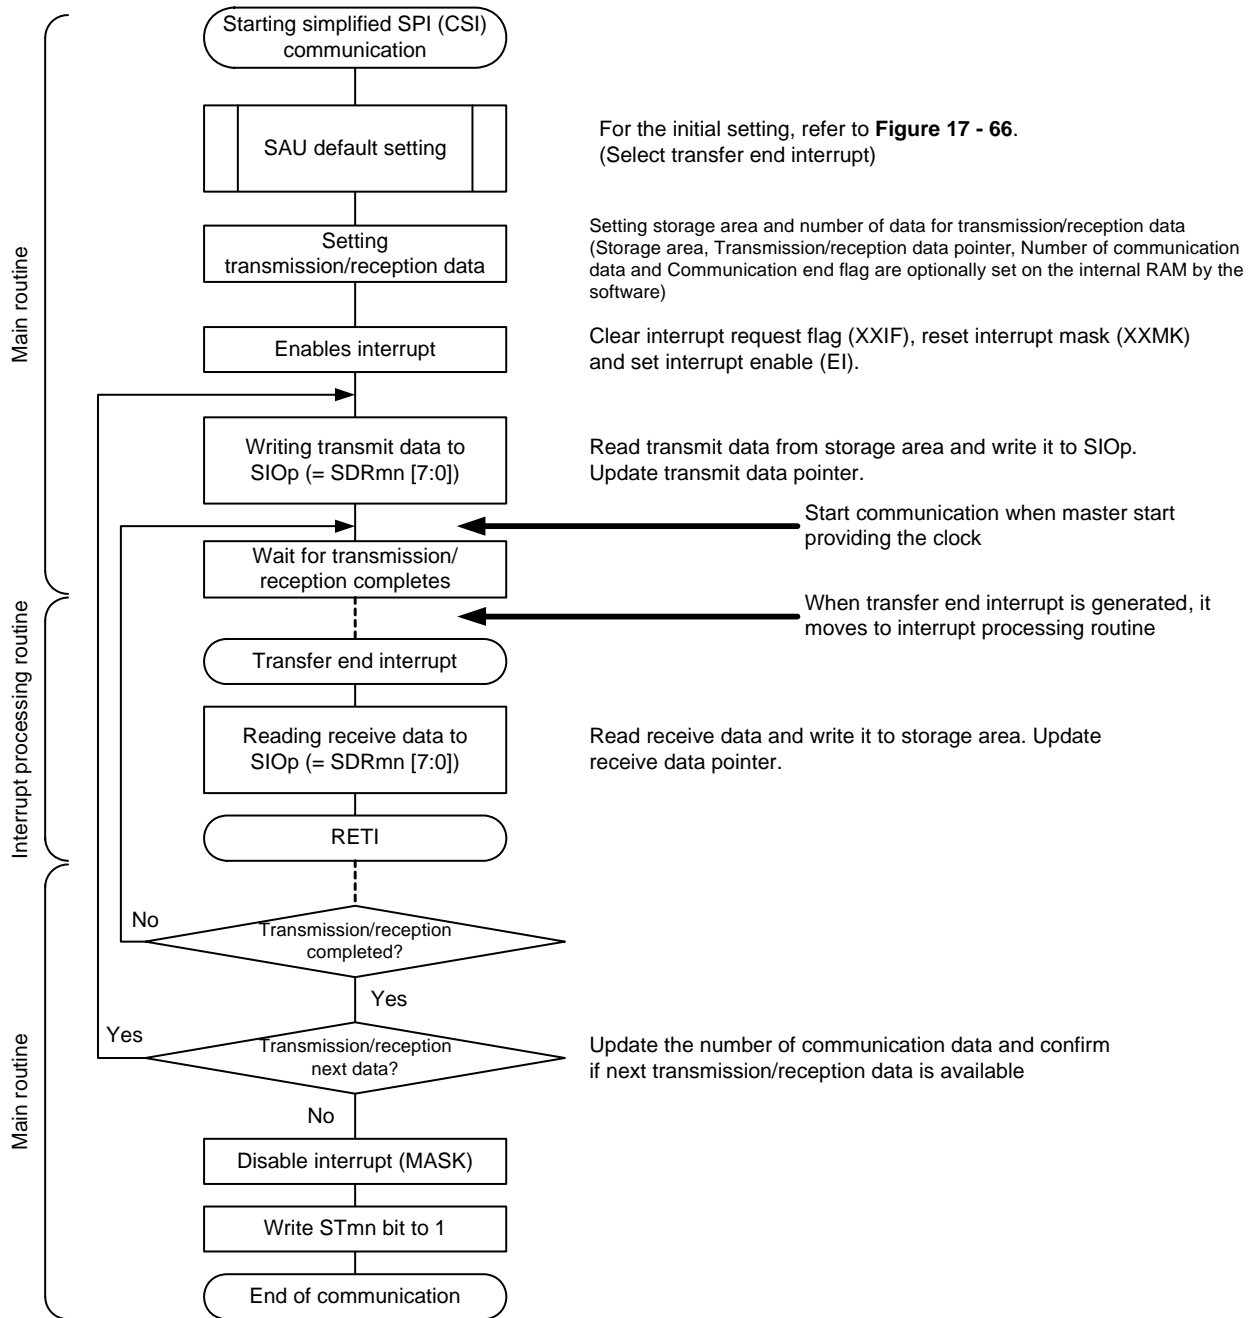 Starting simplified SPI (CSI)
communication
SAU default setting
For the initial setting, refer to Figure 17 - 66.
(Select transfer end interrupt)
Setting
transmission/reception data
Setting storage area and number of data for transmission/reception data
(Storage area, Transmission/reception data pointer, Number of communication
data and Communication end flag are optionally set on the internal RAM by the
software)
Main routine
Enables interrupt
Clear interrupt request flag (XXIF), reset interrupt mask (XXMK)
and set interrupt enable (EI).
Writing transmit data to
SIOp (= SDRmn [7:0])
Read transmit data from storage area and write it to SIOp.
Update transmit data pointer.
Start communication when master start
providing the clock
Wait for transmission/
reception completes
When transfer end interrupt is generated, it
moves to interrupt processing routine
Interrupt processing routine
Transfer end interrupt
Reading receive data to
SIOp (= SDRmn [7:0])
Read receive data and write it to storage area. Update
receive data pointer.
RETI
No
Transmission/reception
completed?
Yes
Yes
Transmission/reception
next data?
Update the number of communication data and confirm
if next transmission/reception data is available
No
Main routine
Disable interrupt (MASK)
Write STmn bit to 1
End of communication